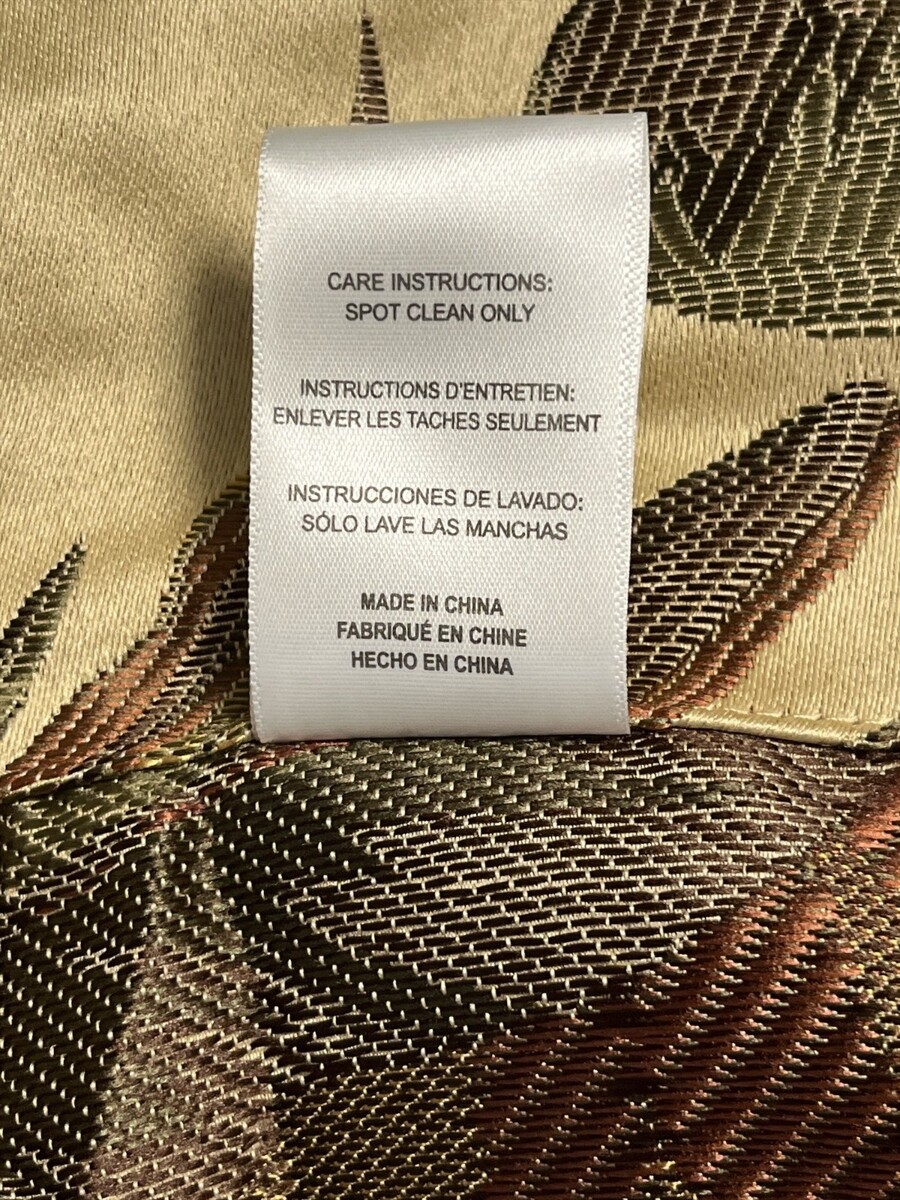 CARE INSTRUCTIONS:
SPOT CLEAN ONLY
INSTRUCTIONS D'ENTRETIEN:
ENLEVER LES TACHES SEULEMENT
INSTRUCCIONES DE LAVADO:
SÓLO LAVE LAS MANCHAS
MADE IN CHINA
FABRIQUÉ EN CHINE
HECHO EN CHINA